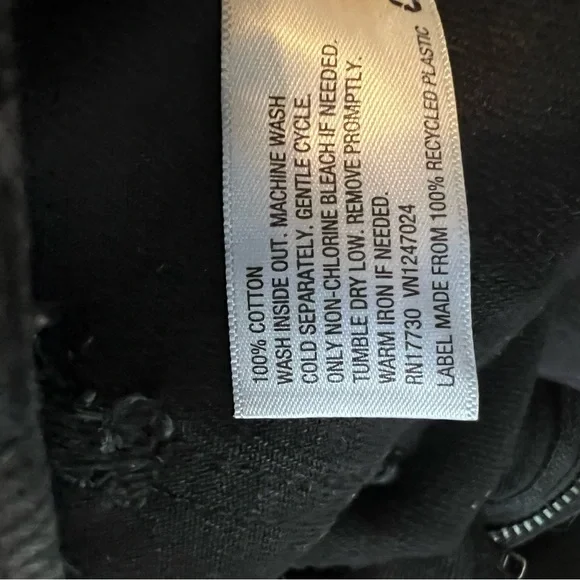 100% COTTON
WASH INSIDE OUT. MACHINE WASH
COLD SEPARATELY. GENTLE CYCLE.
ONLY NON-CHLORINE BLEACH IF NEEDED.
TUMBLE DRY LOW. REMOVE PROMPTLY.
WARM IRON IF NEEDED.
RN17730 VN1247024
LABEL MADE FROM 100% RECYCLED PLASTIC